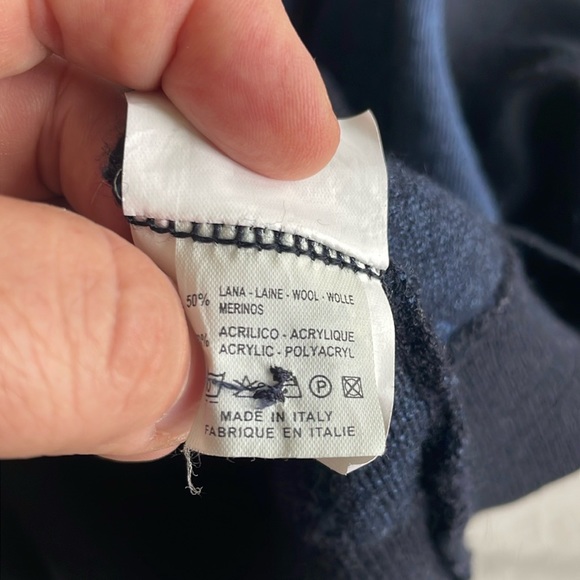 50% LANA - LAINE - WOOL - WOLLE
MERINOS
% ACRILICO - ACRYLIQUE
ACRYLIC - POLYACRYL
P
MADE IN ITALY
FABRIQUE EN ITALIE